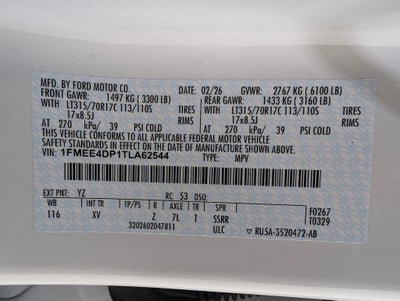 MFD. BY FORD MOTOR CO. 02/26 GVWR: 2767 KG ( 6100 LB)
FRONT GAWR: 1497 KG ( 3300 LB) REAR GAWR: 1433 KG ( 3160 LB)
WITH LT315/70R17C 113/110S WITH LT315/70R17C 113/110S
17x8.5J 17x8.5J
AT 270 kPa/ 39 PSI COLD AT 270 kPa/ 39 PSI COLD
THIS VEHICLE CONFORMS TO ALL APPLICABLE FEDERAL MOTOR VEHICLE
SAFETY STANDARDS IN EFFECT ON THE DATE OF MANUFACTURE SHOWN ABOVE.
VIN: 1FMEE4DP1TLA62544 TYPE: MPV
EXT PNT: YZ RC: 53 DSO: F0267
WB INT TR TP/PS R AXLE TR SPR T0329
116 XV Z 7L T SSRR
3202602047811 ULC RU5A-3520472-AB